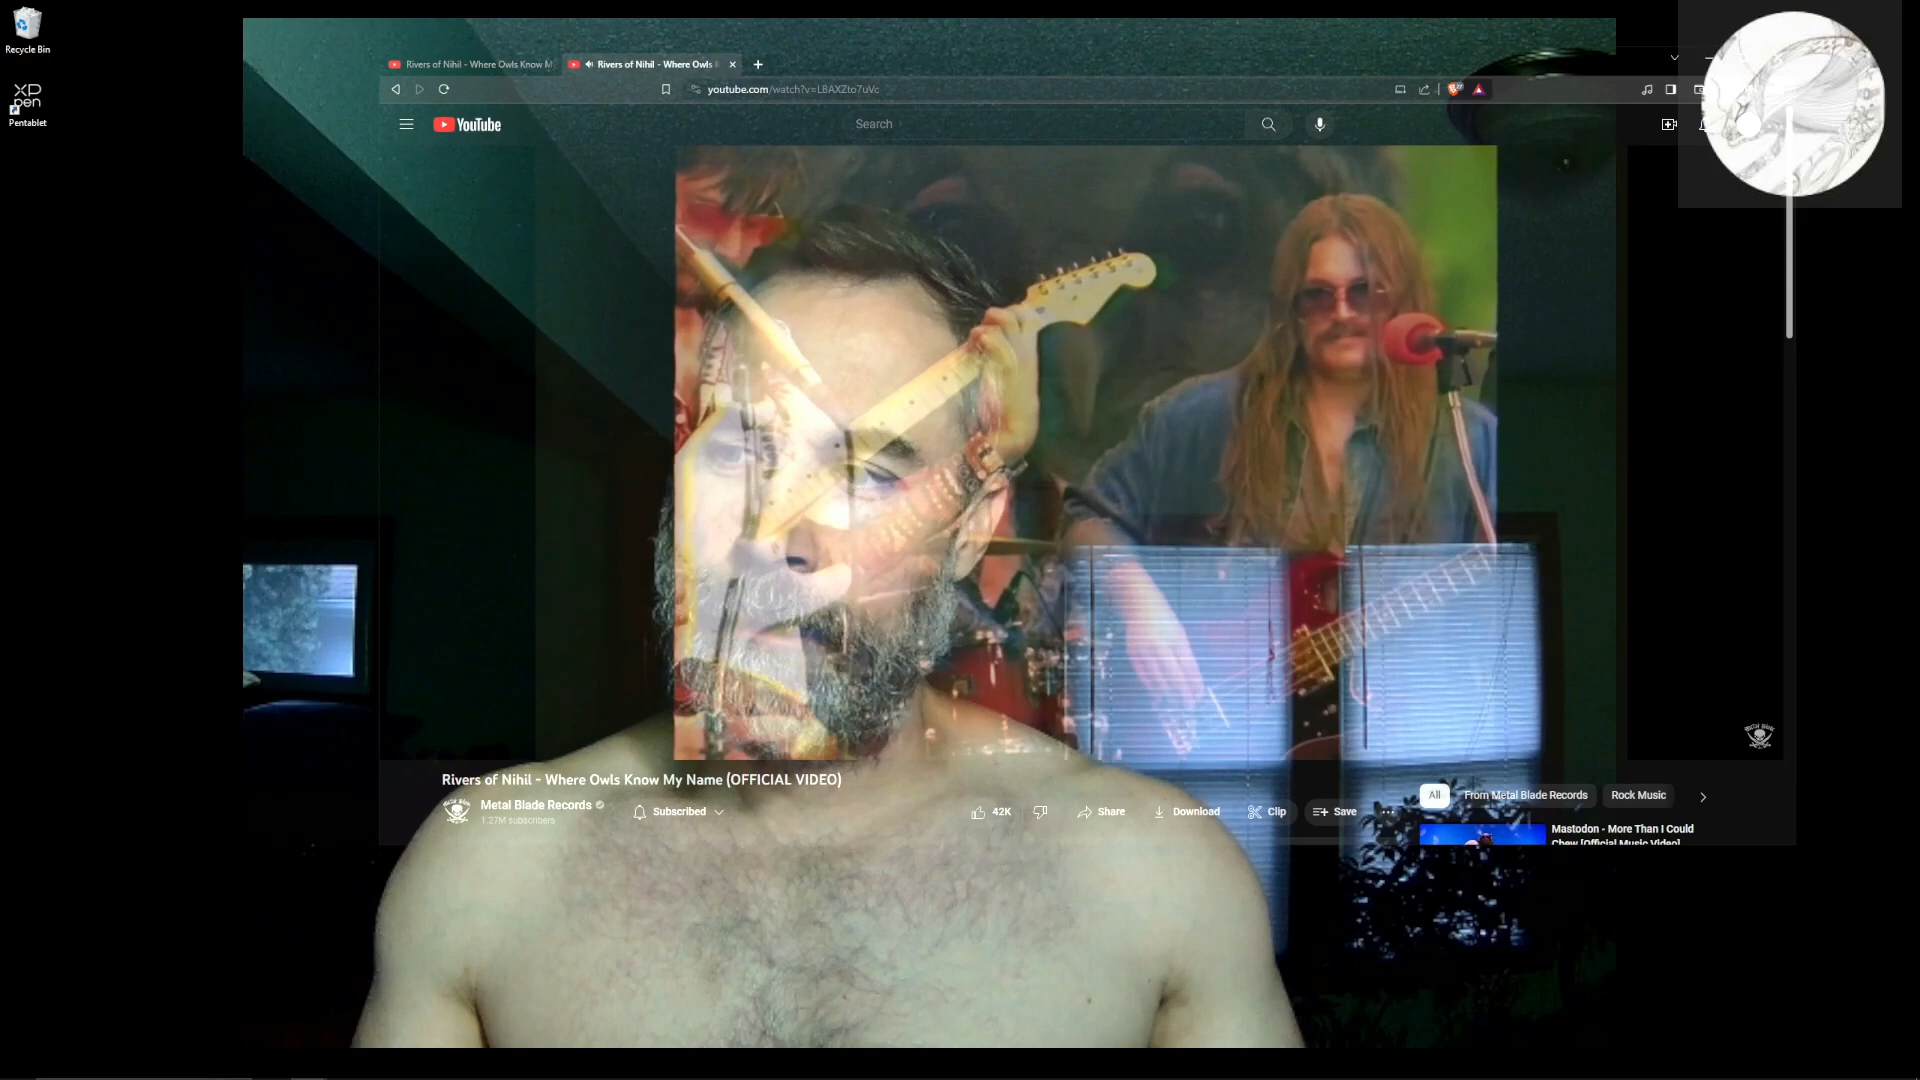 Recycle Bin
XP
pen
Pentablet
Rivers of Nihil - Where Owls Know M
Rivers of Nihil - Where Owls
youtube.com/watch?v=L8AXZto7uVc
YouTube
Search
Rivers of Nihil - Where Owls Know My Name (OFFICIAL VIDEO)
Metal Blade Records
1.27M subscribers
Subscribed
42K
Share
Download
Clip
Save
All
From Metal Blade Records
Rock Music
Mastodon - More Than I Could
Chew [Official Music Video]